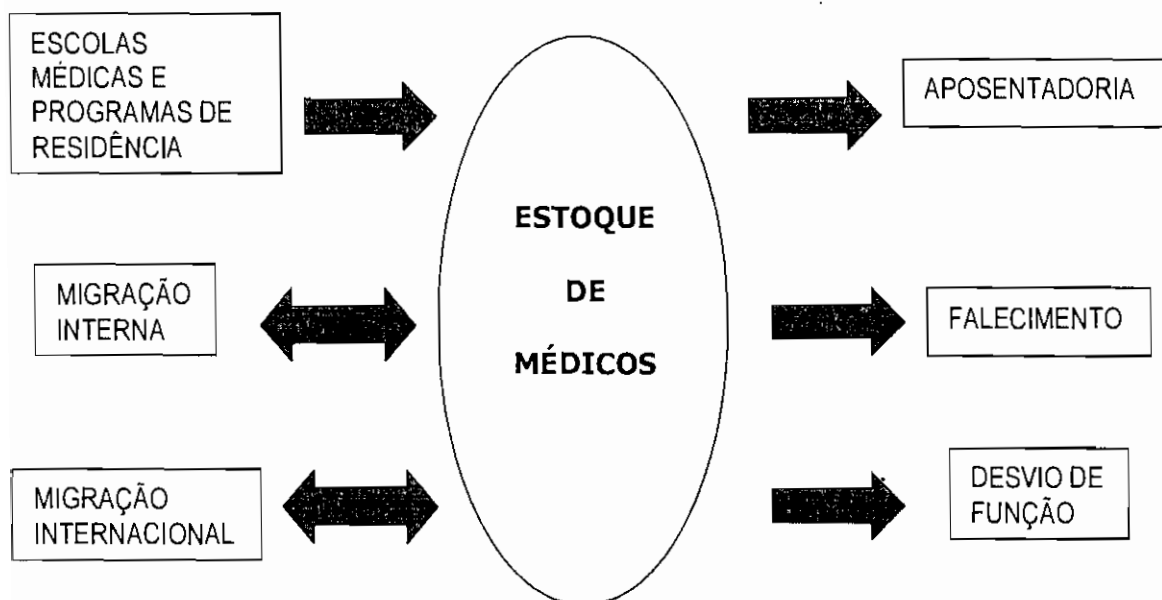 ESCOLAS
MÉDICAS E
PROGRAMAS DE
RESIDÊNCIA
MIGRAÇÃO
INTERNA
MIGRAÇÃO
INTERNACIONAL
ESTOQUE
DE
MÉDICOS
APOSENTADORIA
FALECIMENTO
DESVIO DE
FUNÇÃO